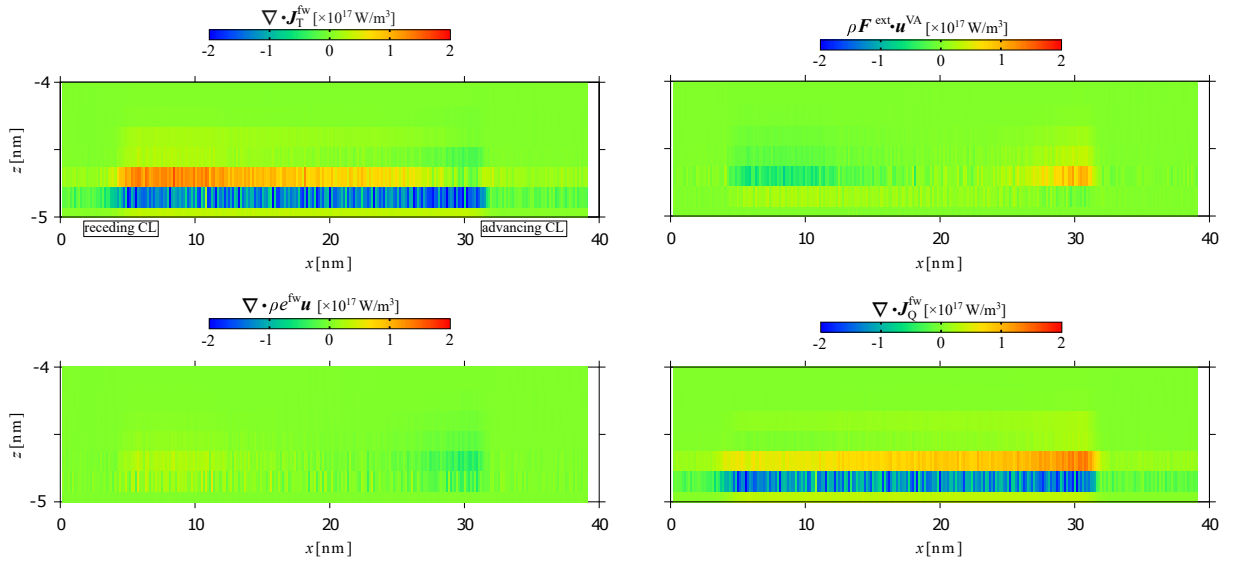 ∇·J_T^fw [×10^17 W/m^3]
-2 -1 0 1 2
ρF^ext·u^VA [×10^17 W/m^3]
-2 -1 0 1 2
-4
z [nm]
-5
receding CL
advancing CL
0 10 20 30 40
x [nm]
0 10 20 30 40
x [nm]
∇·ρe^fw u [×10^17 W/m^3]
-2 -1 0 1 2
∇·J_Q^fw [×10^17 W/m^3]
-2 -1 0 1 2
-4
z [nm]
-5
0 10 20 30 40
x [nm]
0 10 20 30 40
x [nm]